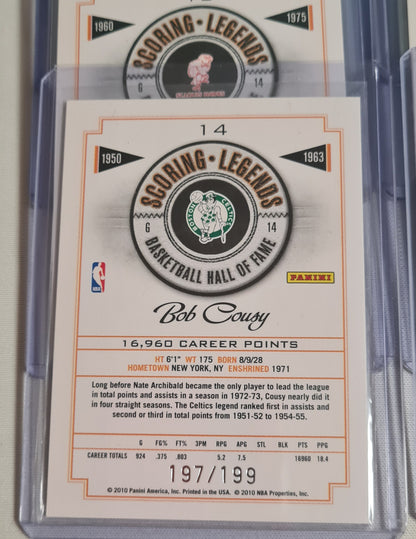 1960
1975
SCORING • LEGENDS
6
14
14
1950
1963
SCORING • LEGENDS
BOSTON CELTICS
6
14
BASKETBALL HALL OF FAME
NBA
PANINI
Bob Cousy
16,960 CAREER POINTS
HT 6'1" WT 175 BORN 8/9/28
HOMETOWN NEW YORK, NY ENSHRINED 1971
Long before Nate Archibald became the only player to lead the league
in total points and assists in a season in 1972-73, Cousy nearly did it
in four straight seasons. The Celtics legend ranked first in assists and
second or third in total points from
1951-52 to 1954-55.
G FG% FT% 3PM RPG APG STL BLK PTS PPG
CAREER TOTALS 924 .375 .803 5.2 7.5 16960 18.4
197/199
© 2010 Panini America, Inc. Printed in the USA. © 2010 NBA Properties, Inc.